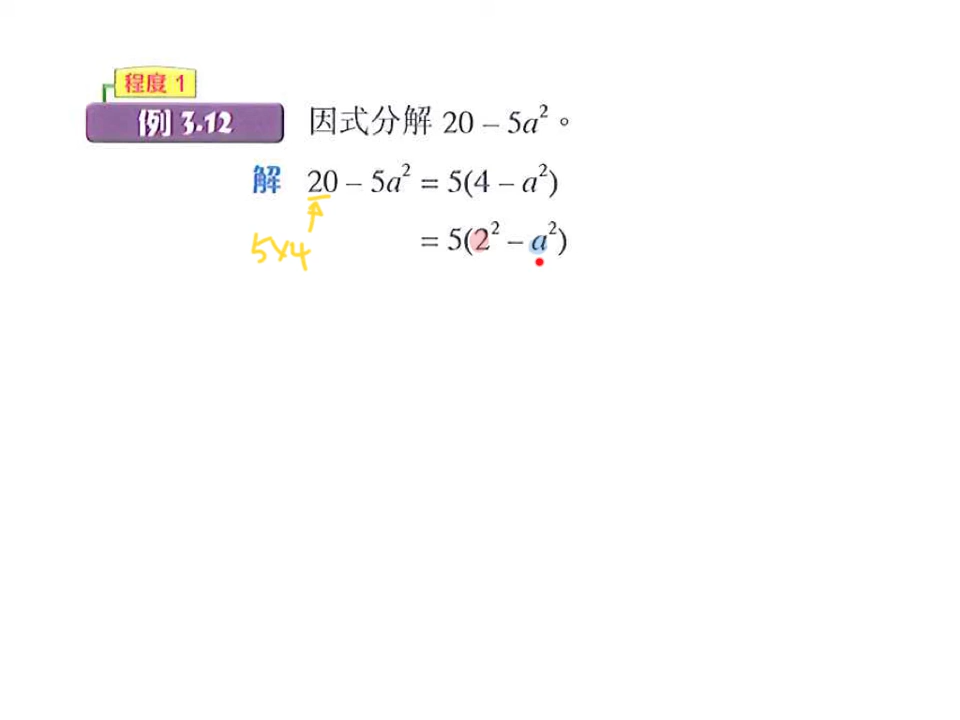 程度 1
例 3.12 因式分解 20 – 5a²。
解 20 – 5a² = 5(4 – a²)
5×4 = 5(2² – a²)